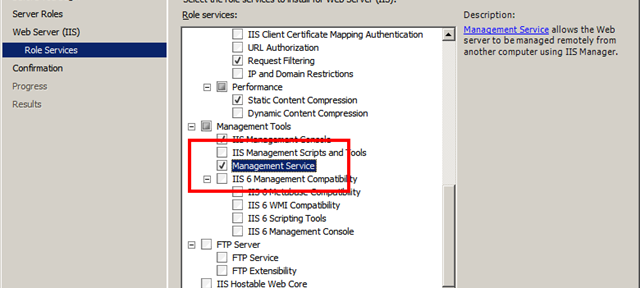 Select the role services to install for Web Server (IIS):
Server Roles
Web Server (IIS)
Role Services
Confirmation
Progress
Results
Role services:
IIS Client Certificate Mapping Authentication
URL Authorization
Request Filtering
IP and Domain Restrictions
Performance
Static Content Compression
Dynamic Content Compression
Management Tools
IIS Management Console
IIS Management Scripts and Tools
Management Service
IIS 6 Management Compatibility
IIS 6 Metabase Compatibility
IIS 6 WMI Compatibility
IIS 6 Scripting Tools
IIS 6 Management Console
FTP Server
FTP Service
FTP Extensibility
IIS Hostable Web Core
Description:
Management Service allows the Web
server to be managed remotely from
another computer using IIS Manager.